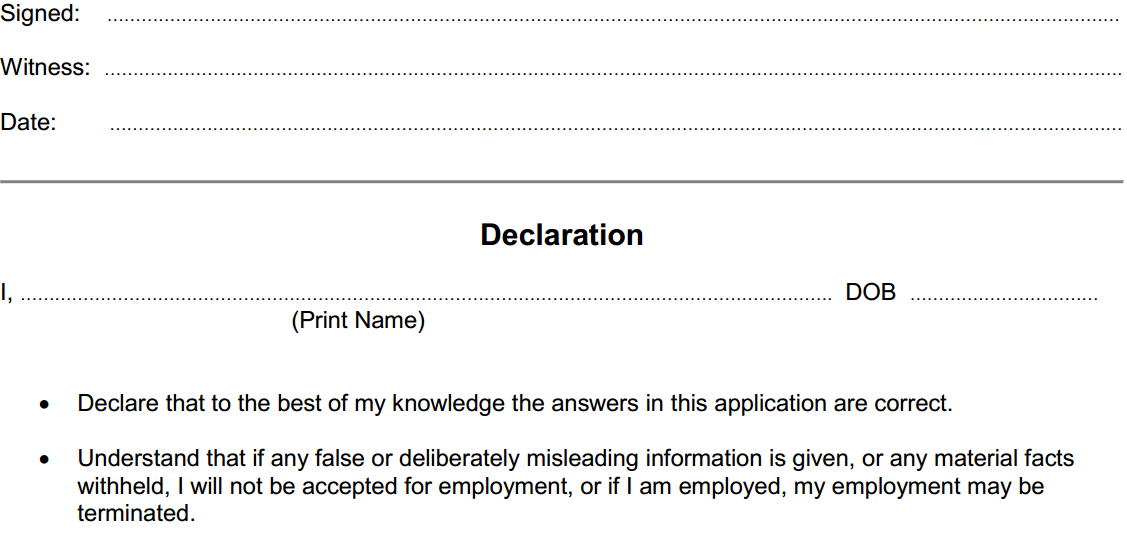 Signed: ................................................................................
Witness: ................................................................................
Date: ................................................................................
Declaration
I, ................................................................................ DOB ................................
(Print Name)
• Declare that to the best of my knowledge the answers in this application are correct.
• Understand that if any false or deliberately misleading information is given, or any material facts
withheld, I will not be accepted for employment, or if I am employed, my employment may be
terminated.